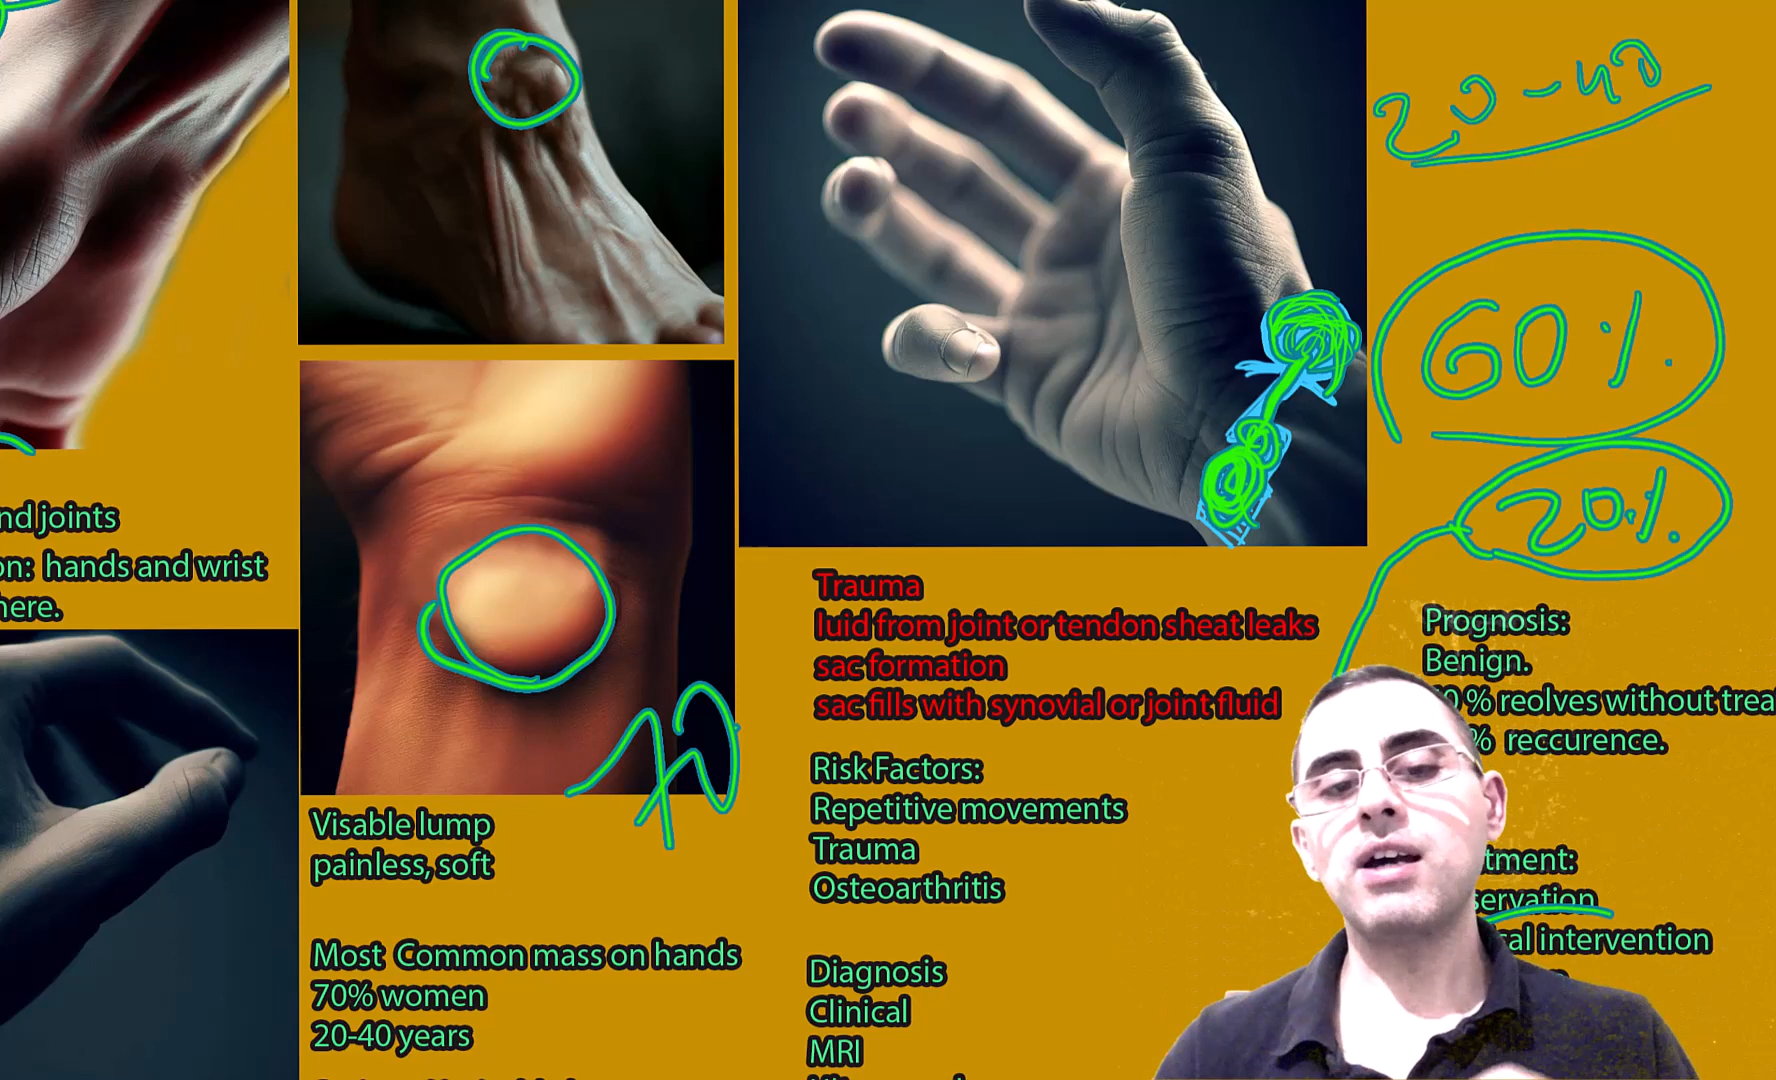 20-40
60%.
20%.
nd joints
on: hands and wrist
here.
70
Visable lump
painless, soft
Most Common mass on hands
70% women
20-40 years
Trauma
luid from joint or tendon sheat leaks
sac formation
sac fills with synovial or joint fluid
Risk Factors:
Repetitive movements
Trauma
Osteoarthritis
Diagnosis
Clinical
MRI
Prognosis:
Benign.
0 % reolves without trea
% reccurence.
tment:
servation
cal intervention